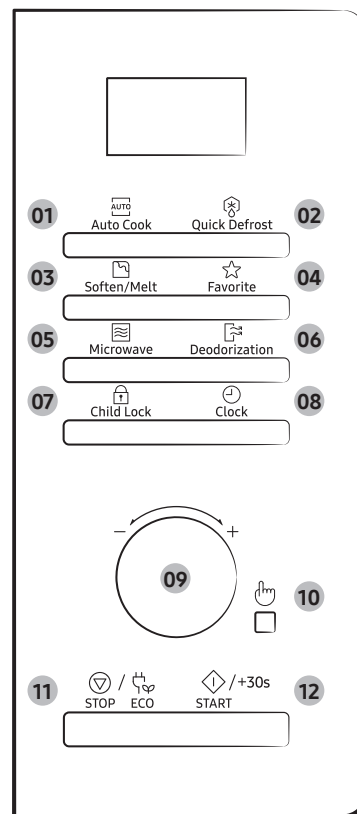 01 AUTO 02
Auto Cook Quick Defrost
03 04
Soften/Melt Favorite
05 06
Microwave Deodorization
07 08
Child Lock Clock
− +
09
10
11 / /+30s 12
STOP ECO START